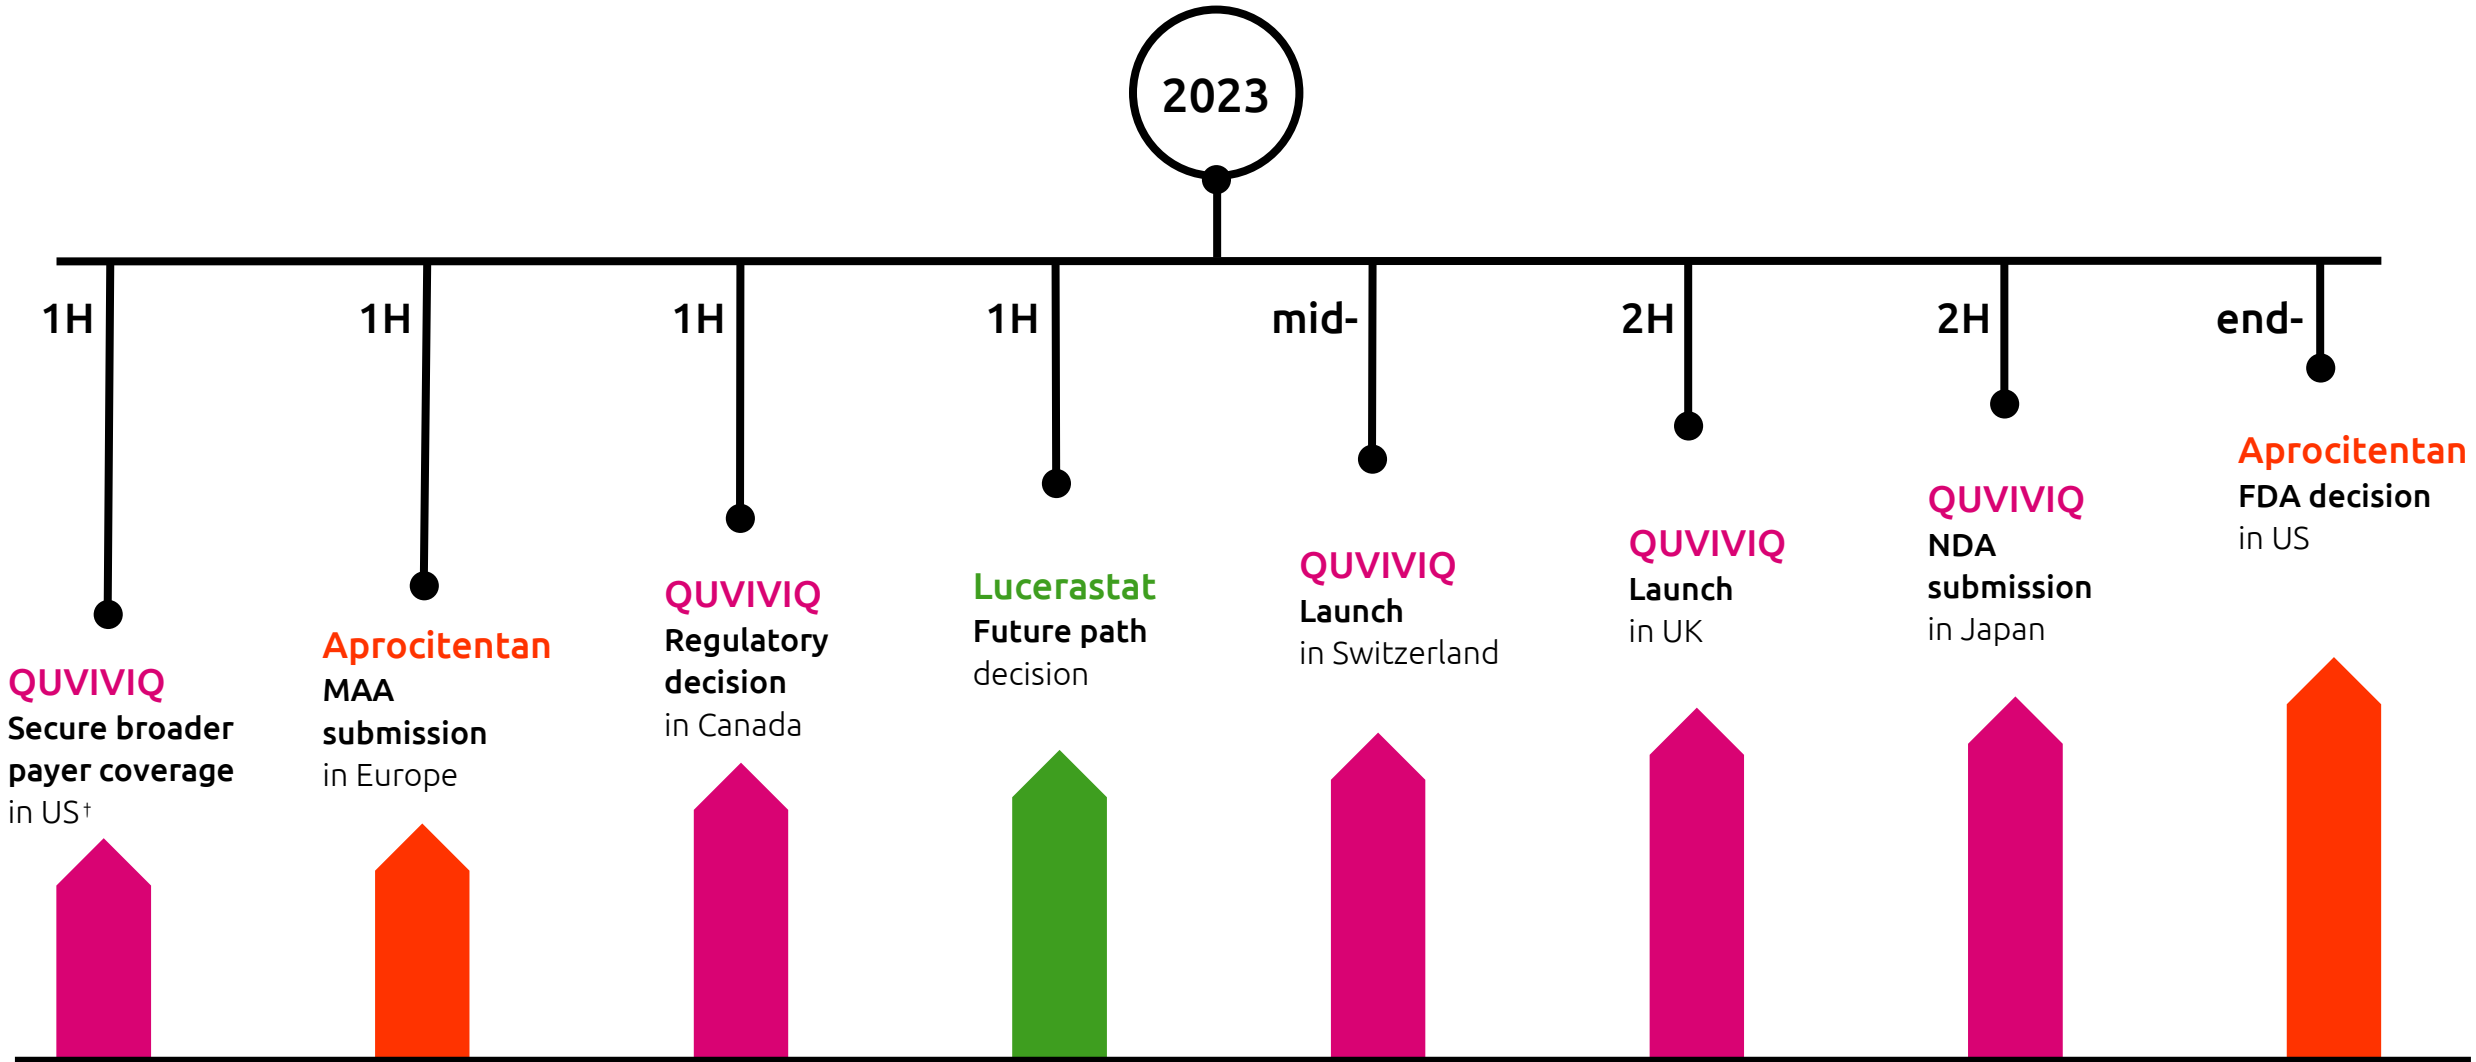 2023
1H
1H
1H
1H
mid-
2H
2H
end-
QUVIVIQ
Secure broader
payer coverage
in US†
Aprocitentan
MAA
submission
in Europe
QUVIVIQ
Regulatory
decision
in Canada
Lucerastat
Future path
decision
QUVIVIQ
Launch
in Switzerland
QUVIVIQ
Launch
in UK
QUVIVIQ
NDA
submission
in Japan
Aprocitentan
FDA decision
in US